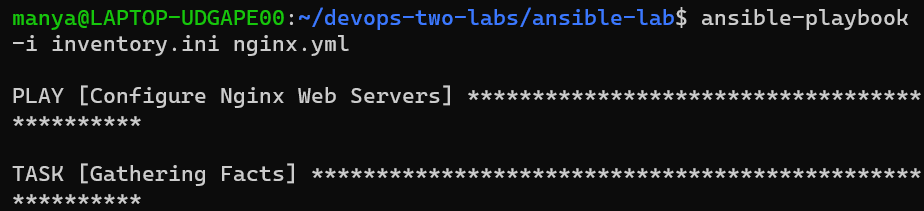 manya@LAPTOP-UDGAPE00:~/devops-two-labs/ansible-lab$ ansible-playbook
-i inventory.ini nginx.yml
PLAY [Configure Nginx Web Servers] ***********************************
**********
TASK [Gathering Facts] ***********************************************
**********